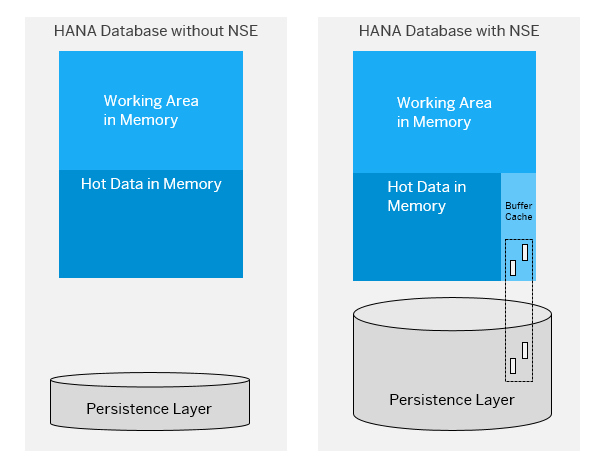 HANA Database without NSE
Working Area
in Memory
Hot Data in Memory
Persistence Layer
HANA Database with NSE
Working Area
in Memory
Hot Data in
Memory
Buffer
Cache
Persistence Layer